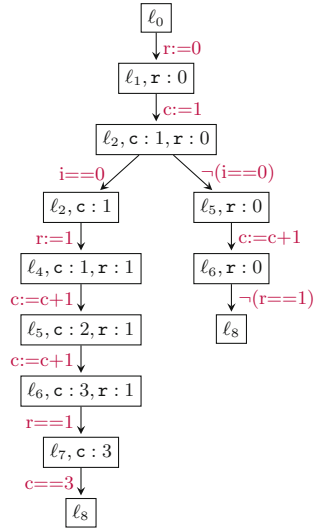 ℓ₀
r:=0
ℓ₁, r : 0
c:=1
ℓ₂, c : 1, r : 0
i==0 ¬(i==0)
ℓ₂, c : 1 ℓ₅, r : 0
r:=1 c:=c+1
ℓ₄, c : 1, r : 1 ℓ₆, r : 0
c:=c+1 ¬(r==1)
ℓ₅, c : 2, r : 1 ℓ₈
c:=c+1
ℓ₆, c : 3, r : 1
r==1
ℓ₇, c : 3
c==3
ℓ₈